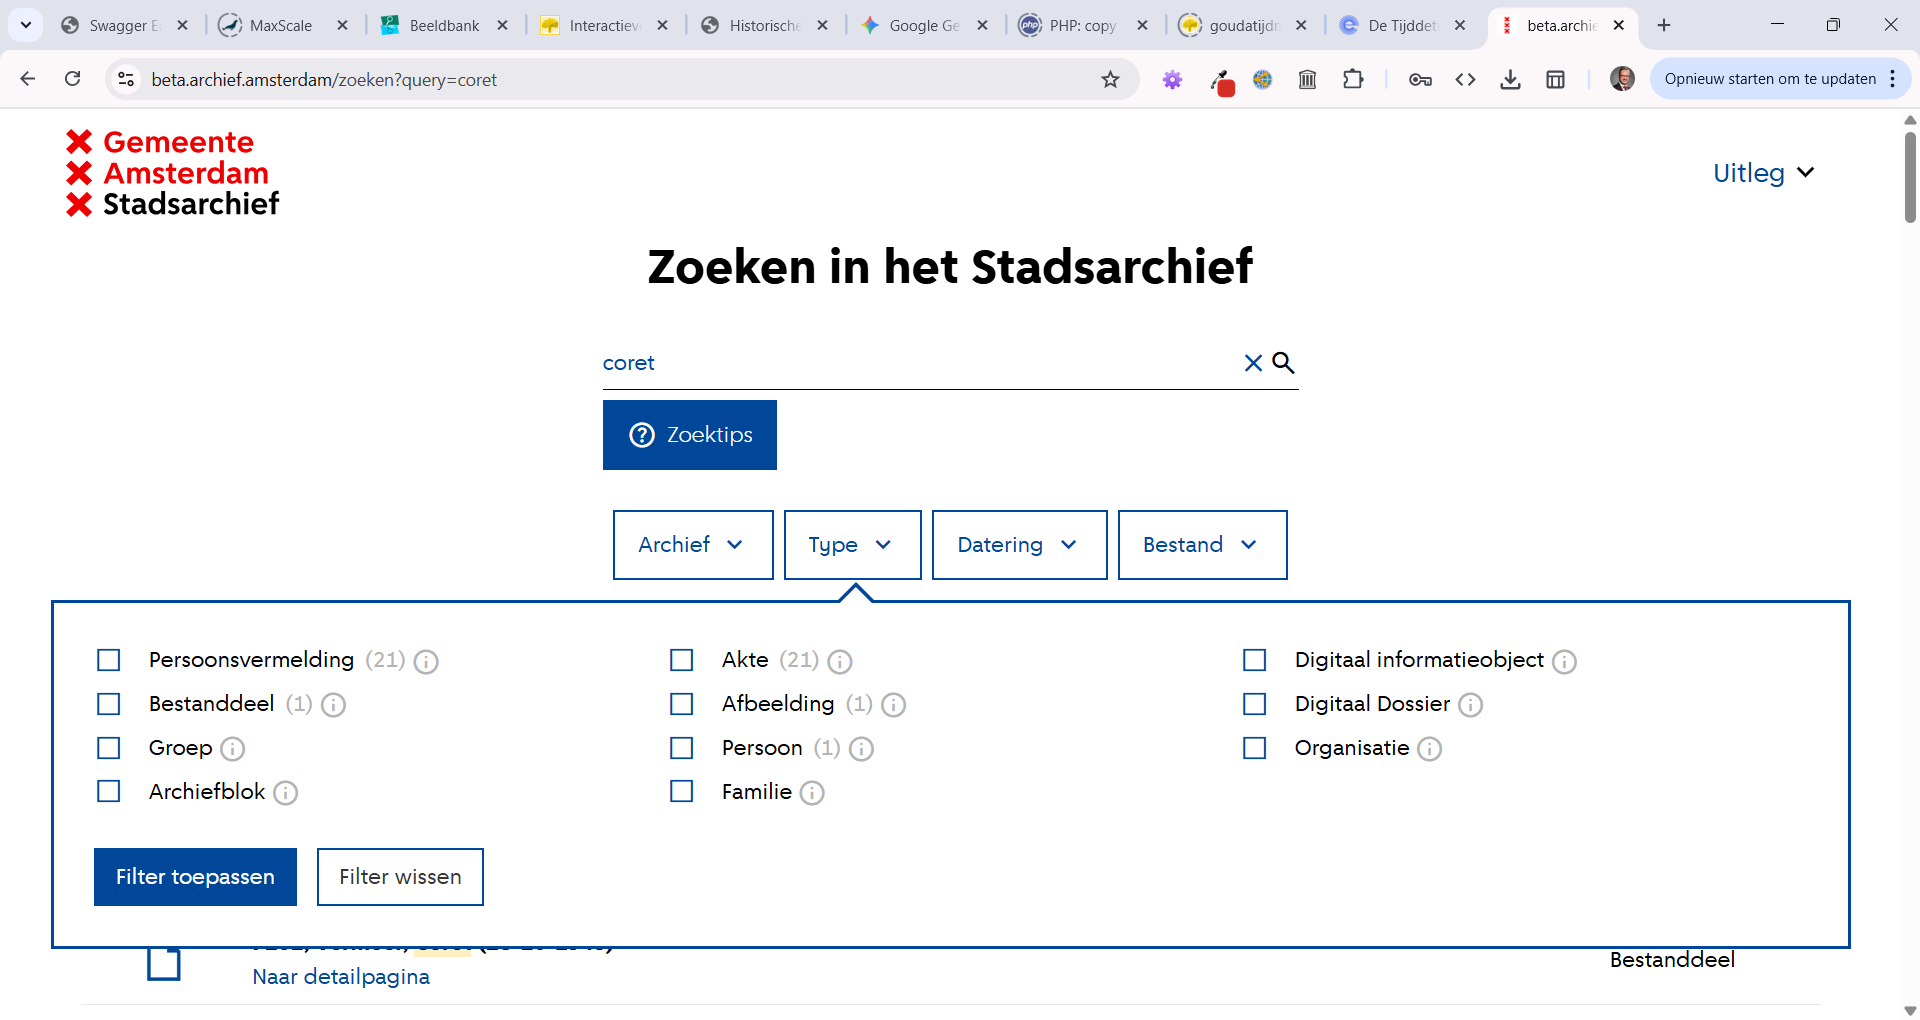 Swagger E
MaxScale
Beeldbank
Interactiev
Historische
Google Ge
PHP: copy
goudatijdn
De Tijddet
beta.archie
beta.archief.amsterdam/zoeken?query=coret
Opnieuw starten om te updaten
Gemeente
Amsterdam
Stadsarchief
Uitleg
Zoeken in het Stadsarchief
coret
Zoektips
Archief
Type
Datering
Bestand
Persoonsvermelding (21)
Akte (21)
Digitaal informatieobject
Bestanddeel (1)
Afbeelding (1)
Digitaal Dossier
Groep
Persoon (1)
Organisatie
Archiefblok
Familie
Filter toepassen
Filter wissen
Bestanddeel
Naar detailpagina